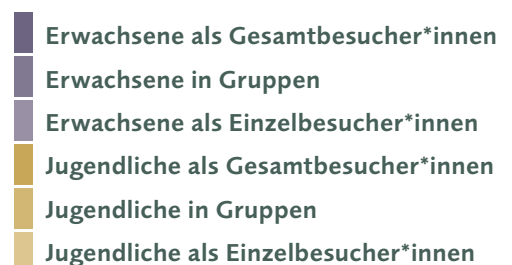 Erwachsene als Gesamtbesucher*innen
Erwachsene in Gruppen
Erwachsene als Einzelbesucher*innen
Jugendliche als Gesamtbesucher*innen
Jugendliche in Gruppen
Jugendliche als Einzelbesucher*innen